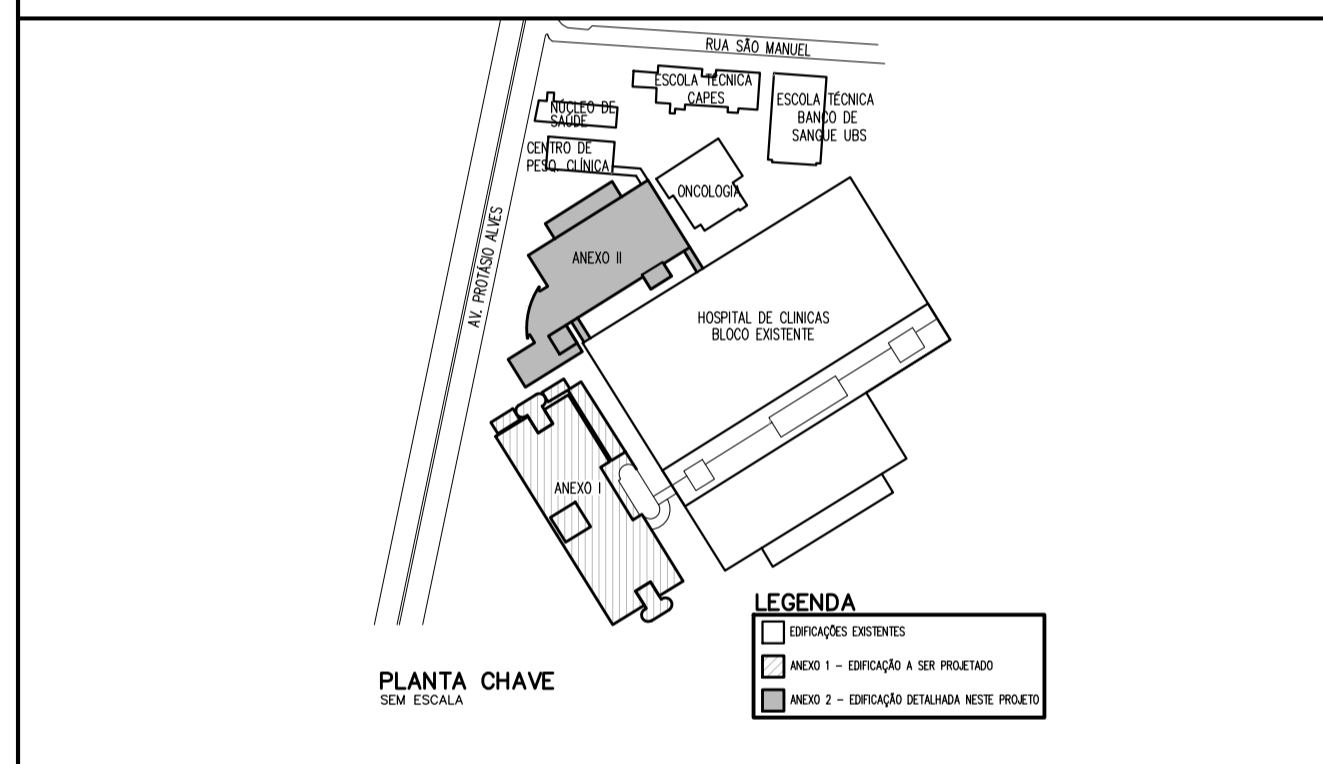 RUA SÃO MANUEL
ESCOLA TÉCNICA
CAPES
ESCOLA TÉCNICA
BANCO DE
SANGUE UBS
NÚCLEO DE
SAÚDE
CENTRO DE
PESQ. CLÍNICA
ONCOLOGIA
AV. PROTÁSIO ALVES
ANEXO II
HOSPITAL DE CLINICAS
BLOCO EXISTENTE
ANEXO I
LEGENDA
EDIFICAÇÕES EXISTENTES
ANEXO 1 – EDIFICAÇÃO A SER PROJETADO
ANEXO 2 – EDIFICAÇÃO DETALHADA NESTE PROJETO
PLANTA CHAVE
SEM ESCALA